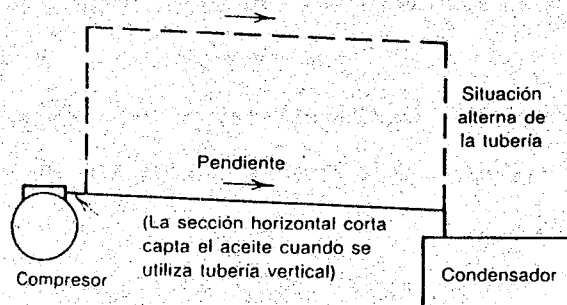 Situación
alterna de
la tubería
Pendiente
(La sección horizontal corta
capta el aceite cuando se
utiliza tubería vertical)
Compresor
Condensador